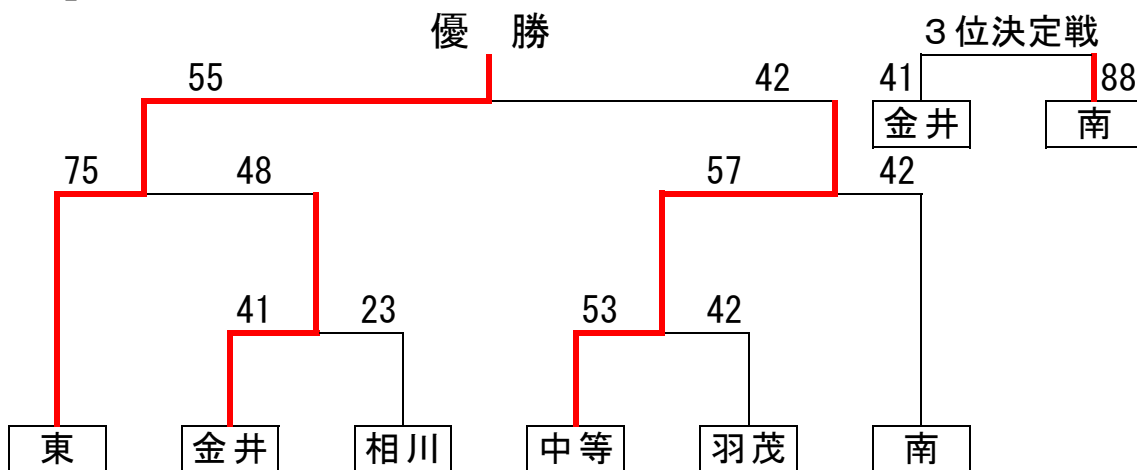 優　勝
３位決定戦
55 42 41 88
金井 南
75 48 57 42
41 23 53 42
東 金井 相川 中等 羽茂 南